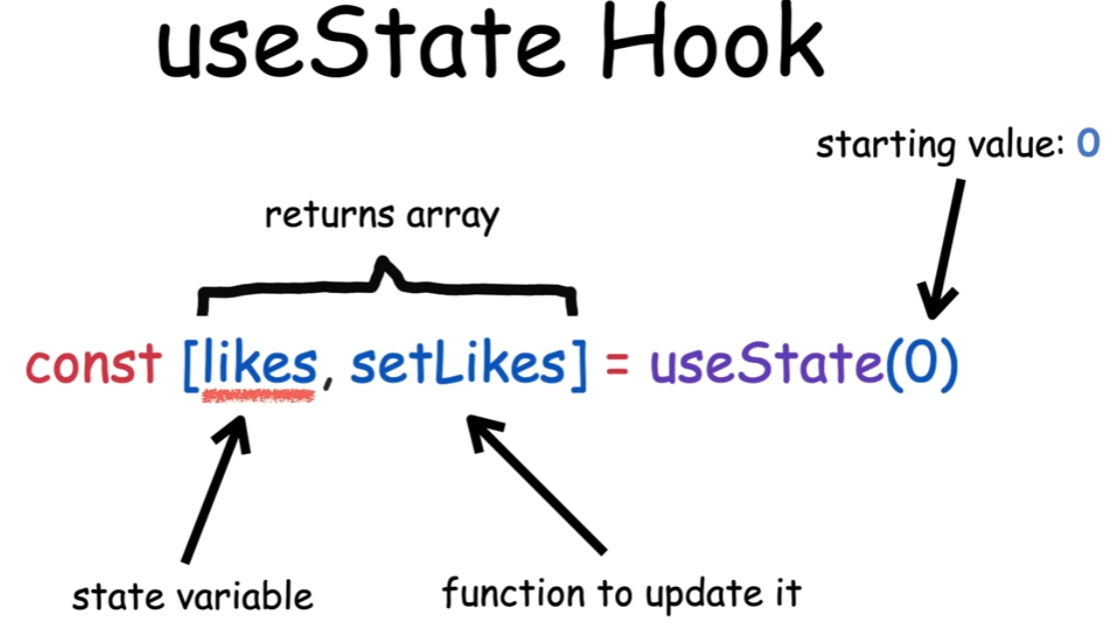 useState Hook
starting value: 0
returns array
const [likes, setLikes] = useState(0)
state variable
function to update it